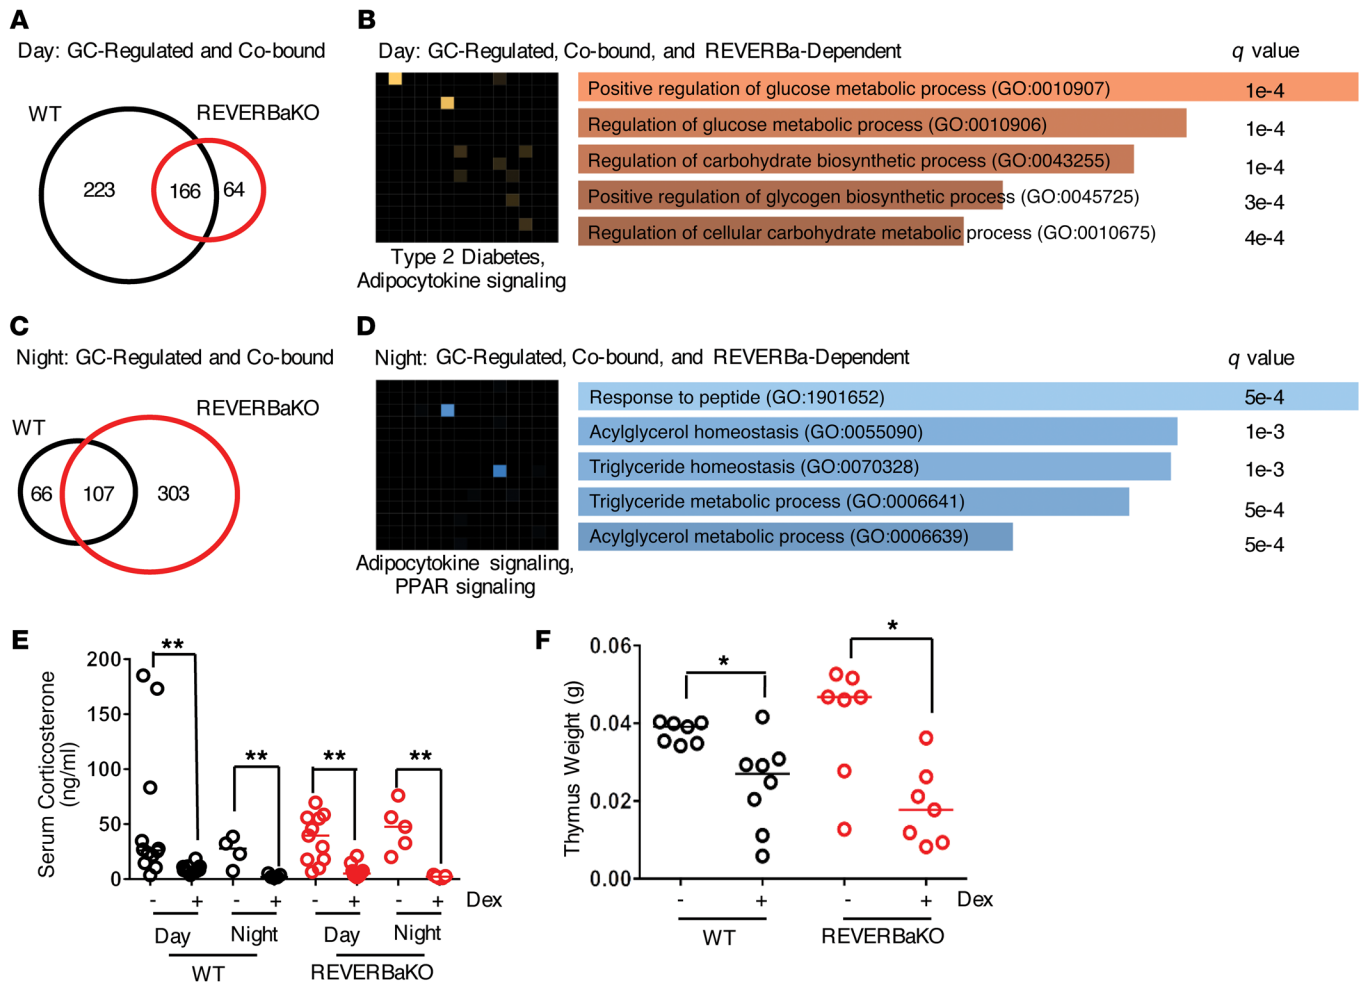 A
Day: GC-Regulated and Co-bound
WT
REVERBaKO
223
166
64
B
Day: GC-Regulated, Co-bound, and REVERBa-Dependent
q value
Positive regulation of glucose metabolic process (GO:0010907)
1e-4
Regulation of glucose metabolic process (GO:0010906)
1e-4
Regulation of carbohydrate biosynthetic process (GO:0043255)
1e-4
Positive regulation of glycogen biosynthetic process (GO:0045725)
3e-4
Regulation of cellular carbohydrate metabolic process (GO:0010675)
4e-4
Type 2 Diabetes,
Adipocytokine signaling
C
Night: GC-Regulated and Co-bound
WT
REVERBaKO
66
107
303
D
Night: GC-Regulated, Co-bound, and REVERBa-Dependent
q value
Response to peptide (GO:1901652)
5e-4
Acylglycerol homeostasis (GO:0055090)
1e-3
Triglyceride homeostasis (GO:0070328)
1e-3
Triglyceride metabolic process (GO:0006641)
5e-4
Acylglycerol metabolic process (GO:0006639)
5e-4
Adipocytokine signaling,
PPAR signaling
E
Serum Corticosterone
(ng/ml)
200
150
100
50
0
**
**
**
**
- + - + - + - + Dex
Day Night Day Night
WT REVERBaKO
F
Thymus Weight (g)
0.06
0.04
0.02
0.00
*
*
- + - + Dex
WT REVERBaKO